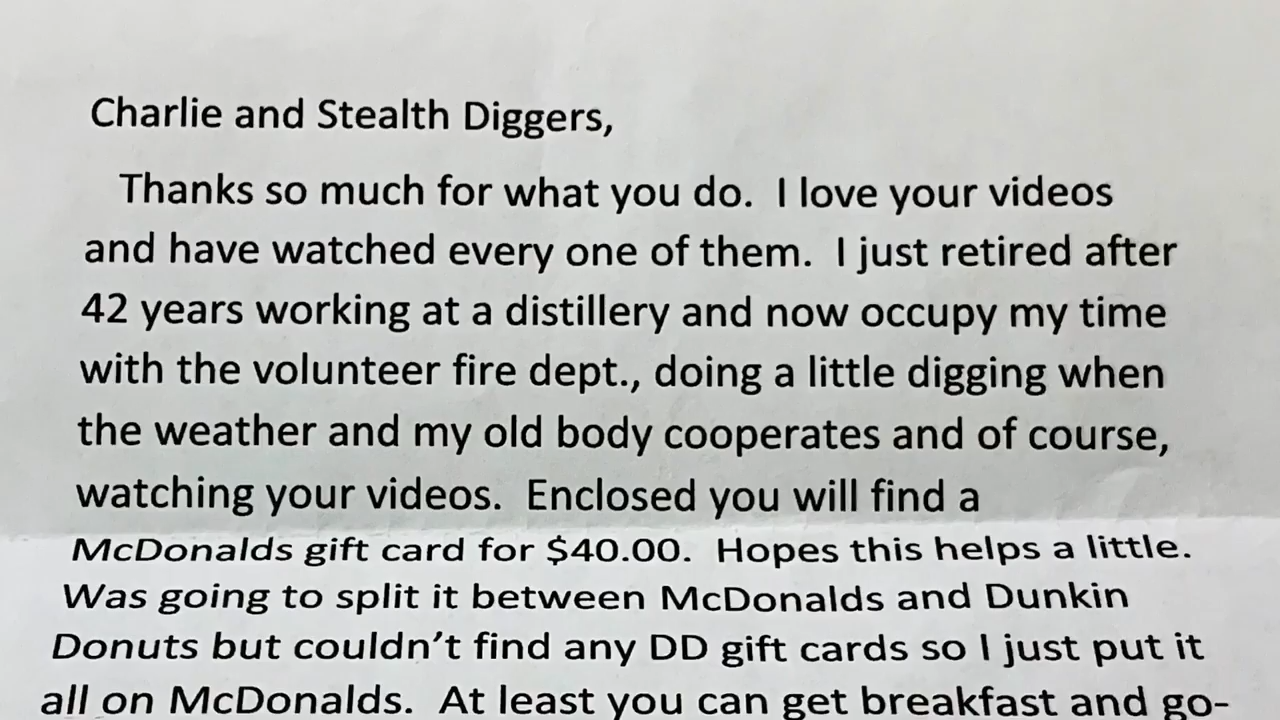 Charlie and Stealth Diggers,
Thanks so much for what you do.  I love your videos
and have watched every one of them.  I just retired after
42 years working at a distillery and now occupy my time
with the volunteer fire dept., doing a little digging when
the weather and my old body cooperates and of course,
watching your videos.  Enclosed you will find a
McDonalds gift card for $40.00.  Hopes this helps a little.
Was going to split it between McDonalds and Dunkin
Donuts but couldn’t find any DD gift cards so I just put it
all on McDonalds.  At least you can get breakfast and go-